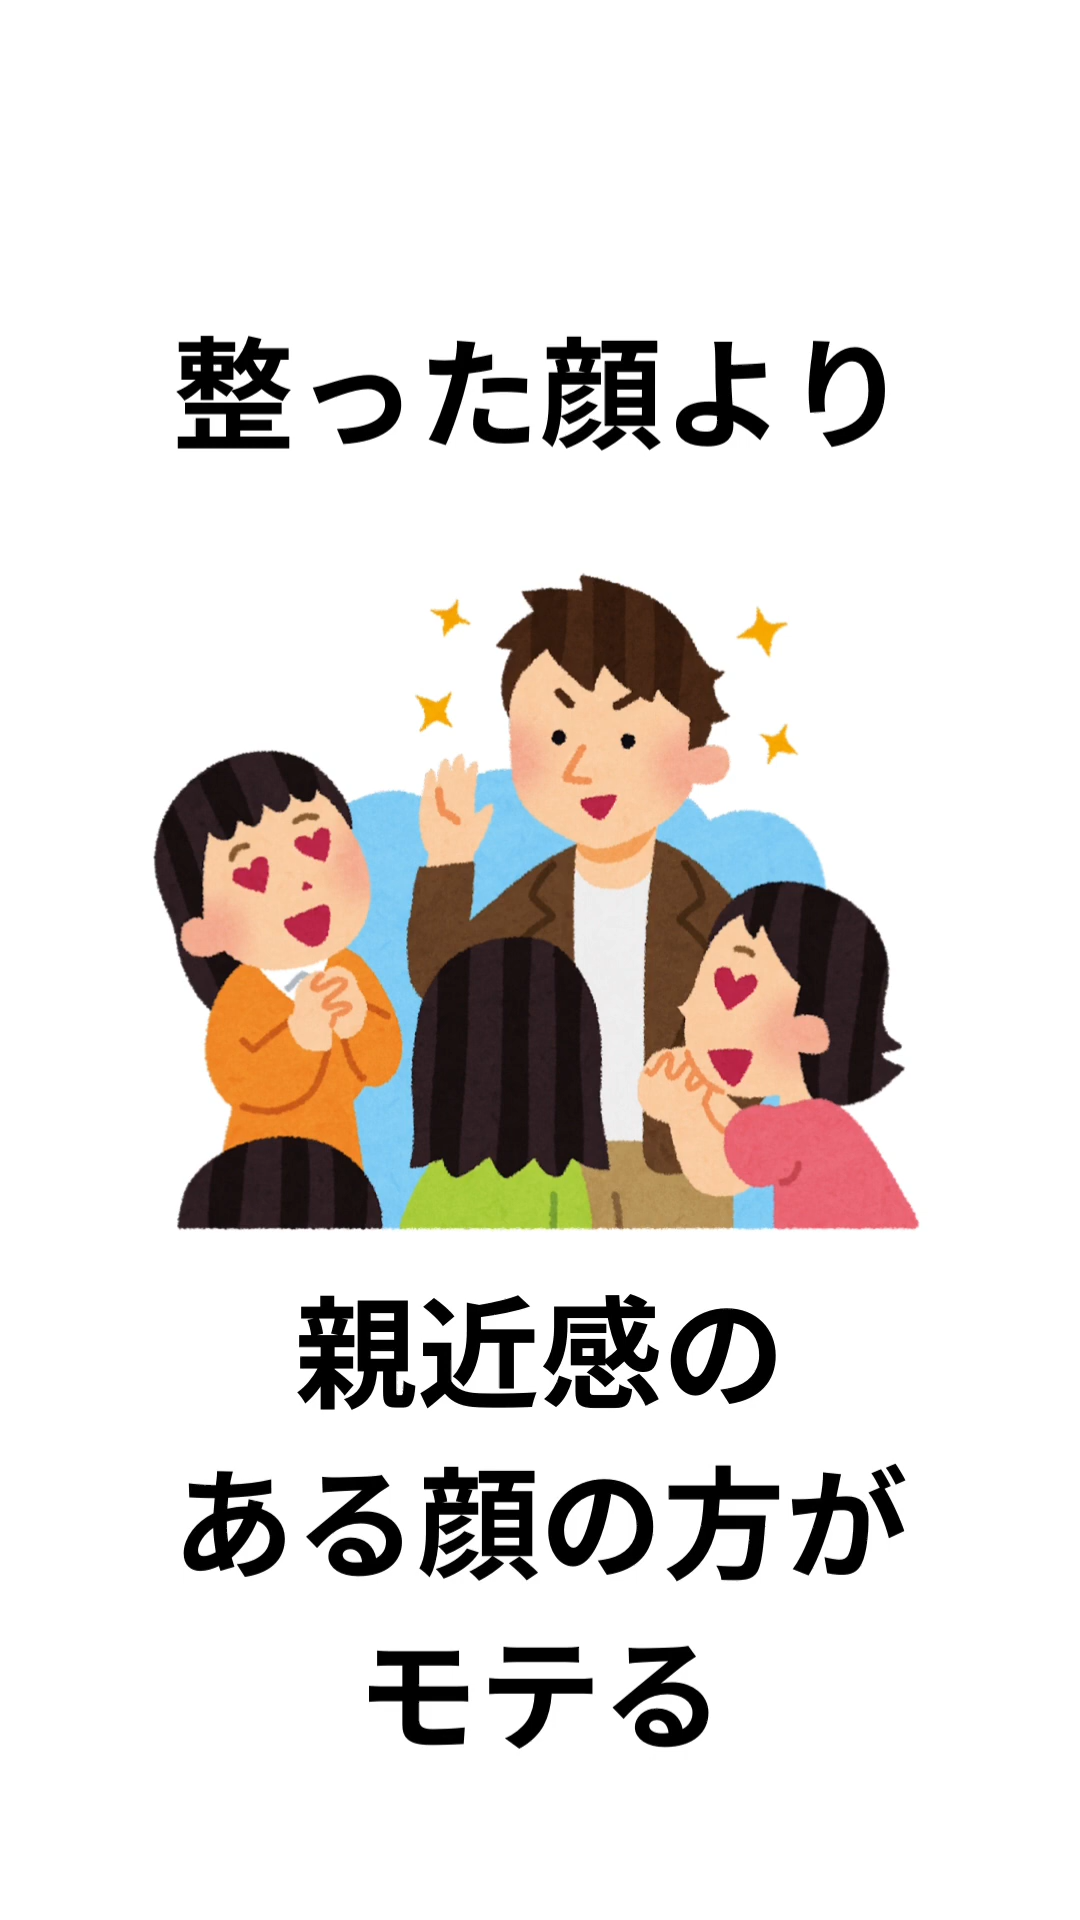 整った顔より
親近感の
ある顔の方が
モテる